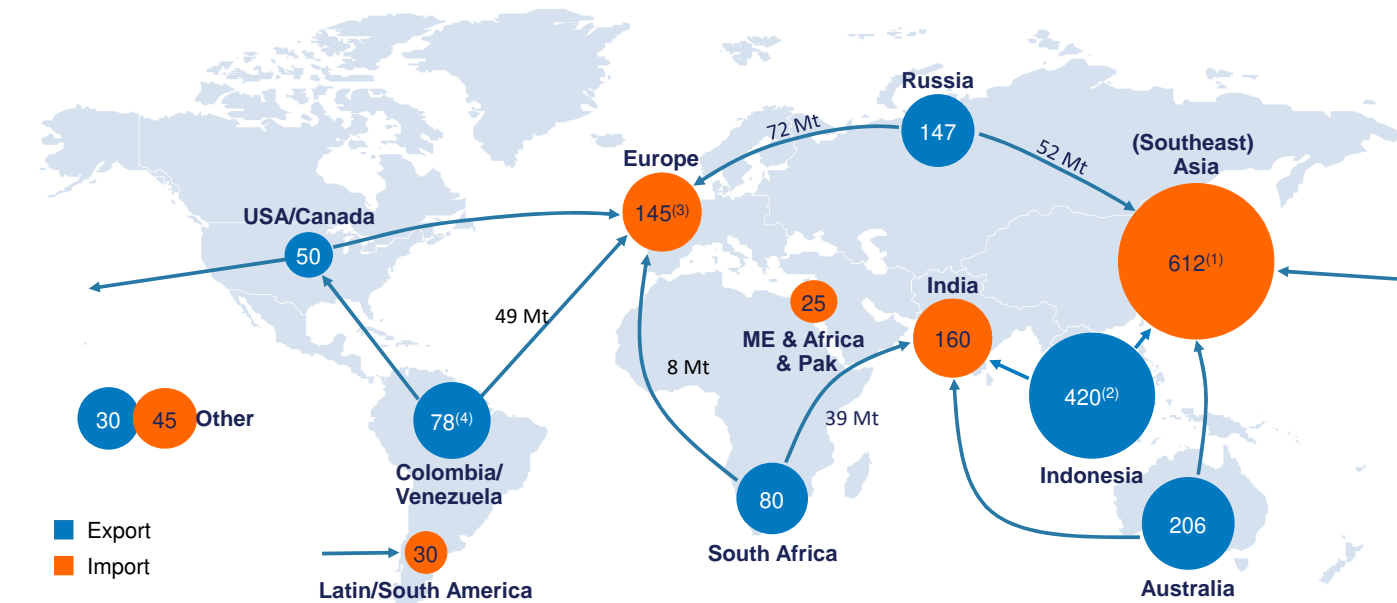 Russia
147
72 Mt
52 Mt
(Southeast)
Asia
612(1)
Europe
145(3)
USA/Canada
50
49 Mt
India
160
25
ME & Africa
& Pak
8 Mt
39 Mt
420(2)
Indonesia
30
45
Other
78(4)
Colombia/
Venezuela
80
South Africa
206
Australia
Export
Import
30
Latin/South America